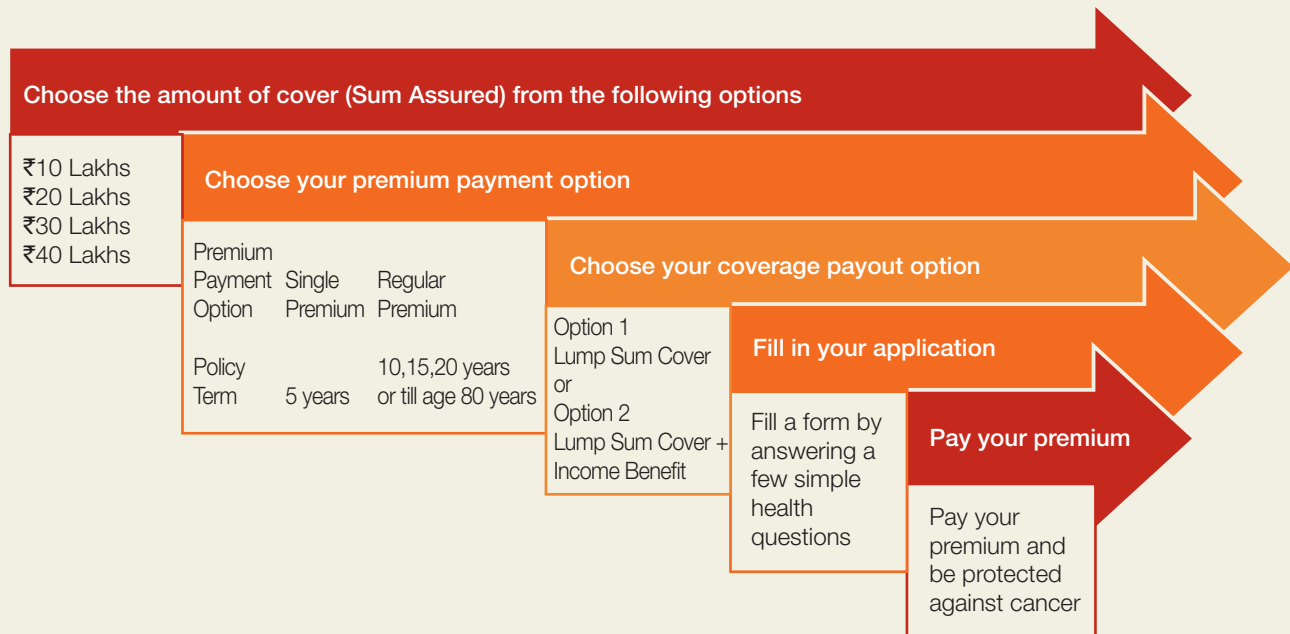 Choose the amount of cover (Sum Assured) from the following options
₹10 Lakhs
₹20 Lakhs
₹30 Lakhs
₹40 Lakhs
Choose your premium payment option
Premium
Payment Single Regular
Option Premium Premium
Policy 10,15,20 years
Term 5 years or till age 80 years
Choose your coverage payout option
Option 1
Lump Sum Cover
or
Option 2
Lump Sum Cover +
Income Benefit
Fill in your application
Fill a form by
answering a
few simple
health
questions
Pay your premium
Pay your
premium and
be protected
against cancer